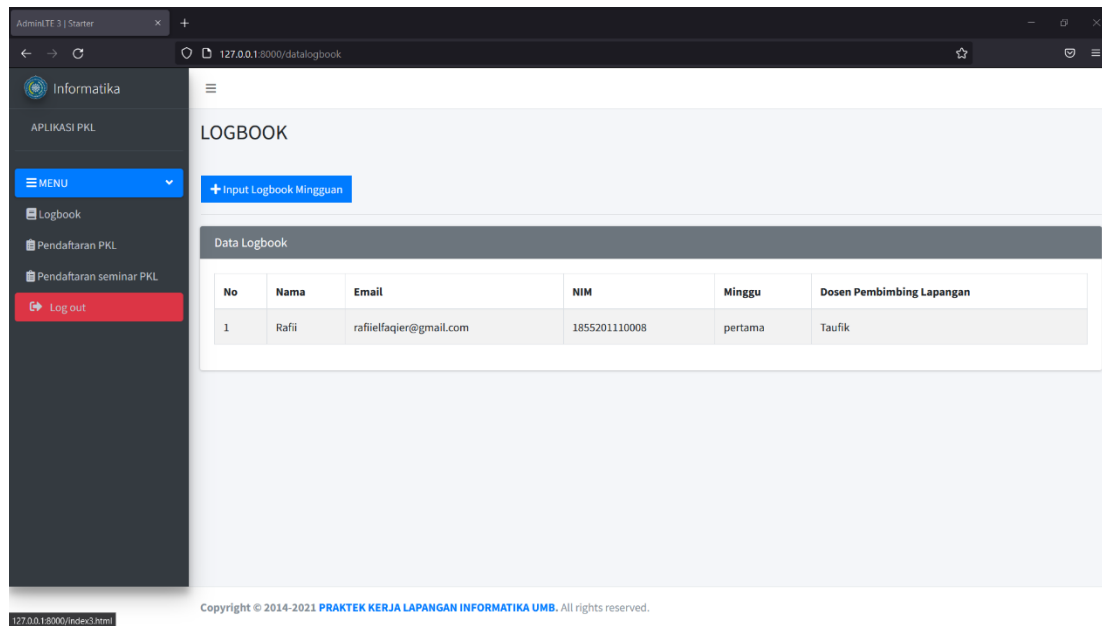 AdminLTE 3 | Starter
127.0.0.1:8000/datalogbook
Informatika
APLIKASI PKL
LOGBOOK
MENU
Input Logbook Mingguan
Logbook
Pendaftaran PKL
Data Logbook
Pendaftaran seminar PKL
No Nama Email NIM Minggu Dosen Pembimbing Lapangan
Log out
1 Rafii rafiielfaqier@gmail.com 1855201110008 pertama Taufik
Copyright © 2014-2021 PRAKTEK KERJA LAPANGAN INFORMATIKA UMB. All rights reserved.
127.0.0.1:8000/index3.html